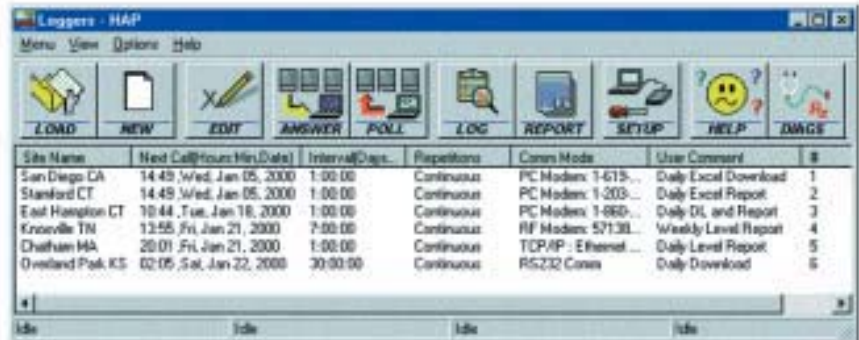 Loggers - HAP
Menu View Options Help
LOAD NEW EDIT ANSWER POLL LOG REPORT SETUP HELP DIAGS
Site Name Next Call(Hours:Min,Date) Interval(Days... Repetitions Comm Mode User Comment #
San Diego CA 14:49 ,Wed, Jan 05, 2000 1:00:00 Continuous PC Modem: 1-619-... Daily Excel Download 1
Stamford CT 14:49 ,Wed, Jan 05, 2000 1:00:00 Continuous PC Modem: 1-203-... Daily Excel Report 2
East Hampton CT 10:44 ,Tue, Jan 18, 2000 1:00:00 Continuous PC Modem: 1-860-... Daily DL and Report 3
Knoxville TN 13:55 ,Fri, Jan 21, 2000 7:00:00 Continuous RF Modem: 57138... Weekly Level Report 4
Chatham MA 20:01 ,Fri, Jan 21, 2000 1:00:00 Continuous TCP/IP : Ethernet ... Daily Level Report 5
Overland Park KS 02:05 ,Sat, Jan 22, 2000 30:00:00 Continuous RS232 Comm Daily Download 6
Idle Idle Idle Idle